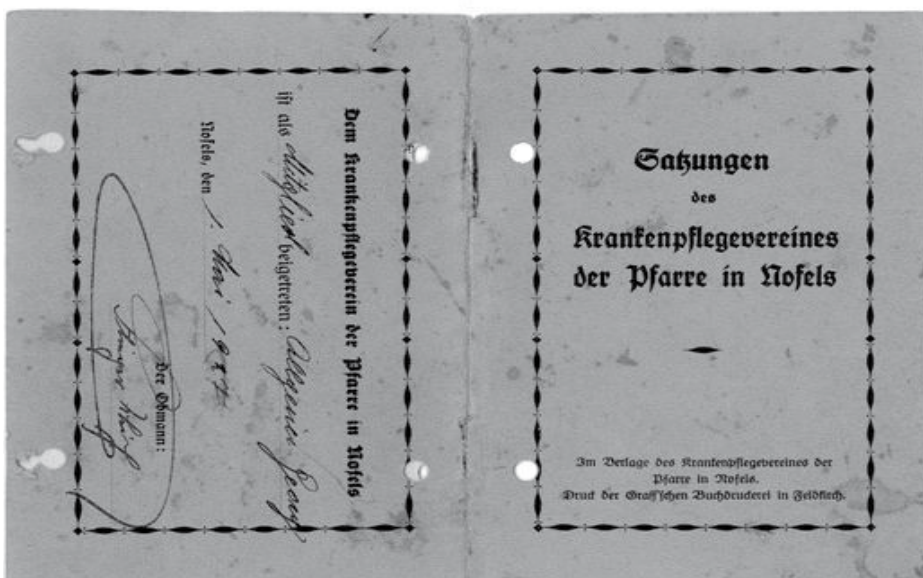 Dem Krankenpflegeverein der Pfarre in Nofels
ist als Mitglied beigetreten: Georg
Nofels, den 1. 19
Der Obmann:
Satzungen
des
Krankenpflegevereines
der Pfarre in Nofels
Im Verlage des Krankenpflegevereines der
Pfarre in Nofels.
Druck der Graff'schen Buchdruckerei in Feldkirch.